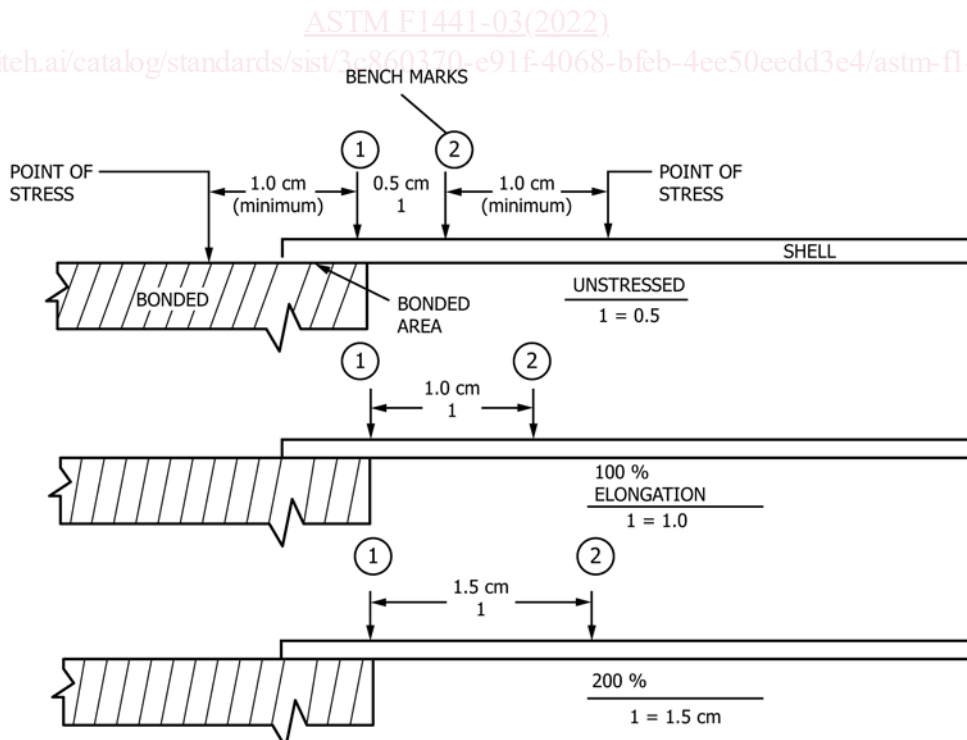 ASTM F1441-03(2022)
iteh.ai/catalog/standards/sist/3c860370-e91f-4068-bfeb-4ee50eedd3e4/astm-f1-
BENCH MARKS
1
2
POINT OF
STRESS
1.0 cm
(minimum)
0.5 cm
1
1.0 cm
(minimum)
POINT OF
STRESS
SHELL
BONDED
BONDED
AREA
UNSTRESSED
1 = 0.5
1
2
1.0 cm
1
100 %
ELONGATION
1 = 1.0
1
2
1.5 cm
1
200 %
1 = 1.5 cm